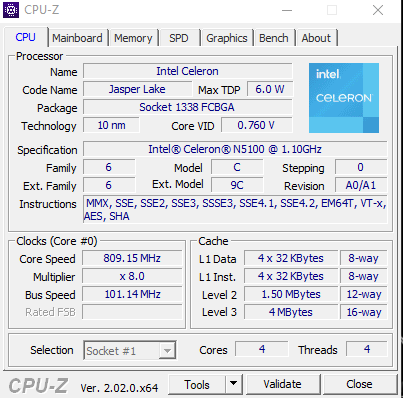 CPU-Z
CPU Mainboard Memory SPD Graphics Bench About
Processor
Name Intel Celeron
Code Name Jasper Lake Max TDP 6.0 W
Package Socket 1338 FCBGA
Technology 10 nm Core VID 0.760 V
intel
CELERON
Specification Intel® Celeron® N5100 @ 1.10GHz
Family 6 Model C Stepping 0
Ext. Family 6 Ext. Model 9C Revision A0/A1
Instructions MMX, SSE, SSE2, SSE3, SSSE3, SSE4.1, SSE4.2, EM64T, VT-x,
AES, SHA
Clocks (Core #0)
Core Speed 809.15 MHz
Multiplier x 8.0
Bus Speed 101.14 MHz
Rated FSB
Cache
L1 Data 4 x 32 KBytes 8-way
L1 Inst. 4 x 32 KBytes 8-way
Level 2 1.50 MBytes 12-way
Level 3 4 MBytes 16-way
Selection Socket #1 Cores 4 Threads 4
CPU-Z Ver. 2.02.0.x64 Tools Validate Close